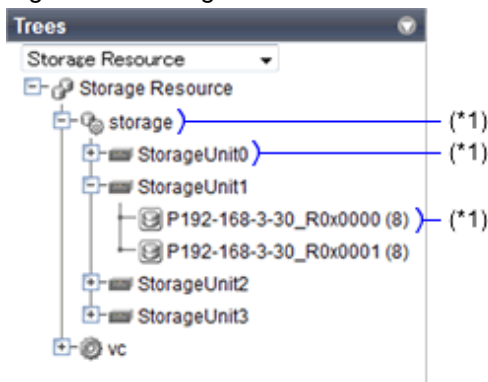 Trees
Storage Resource
Storage Resource
storage (*1)
StorageUnit0 (*1)
StorageUnit1
P192-168-3-30_R0x0000 (8) (*1)
P192-168-3-30_R0x0001 (8)
StorageUnit2
StorageUnit3
vc